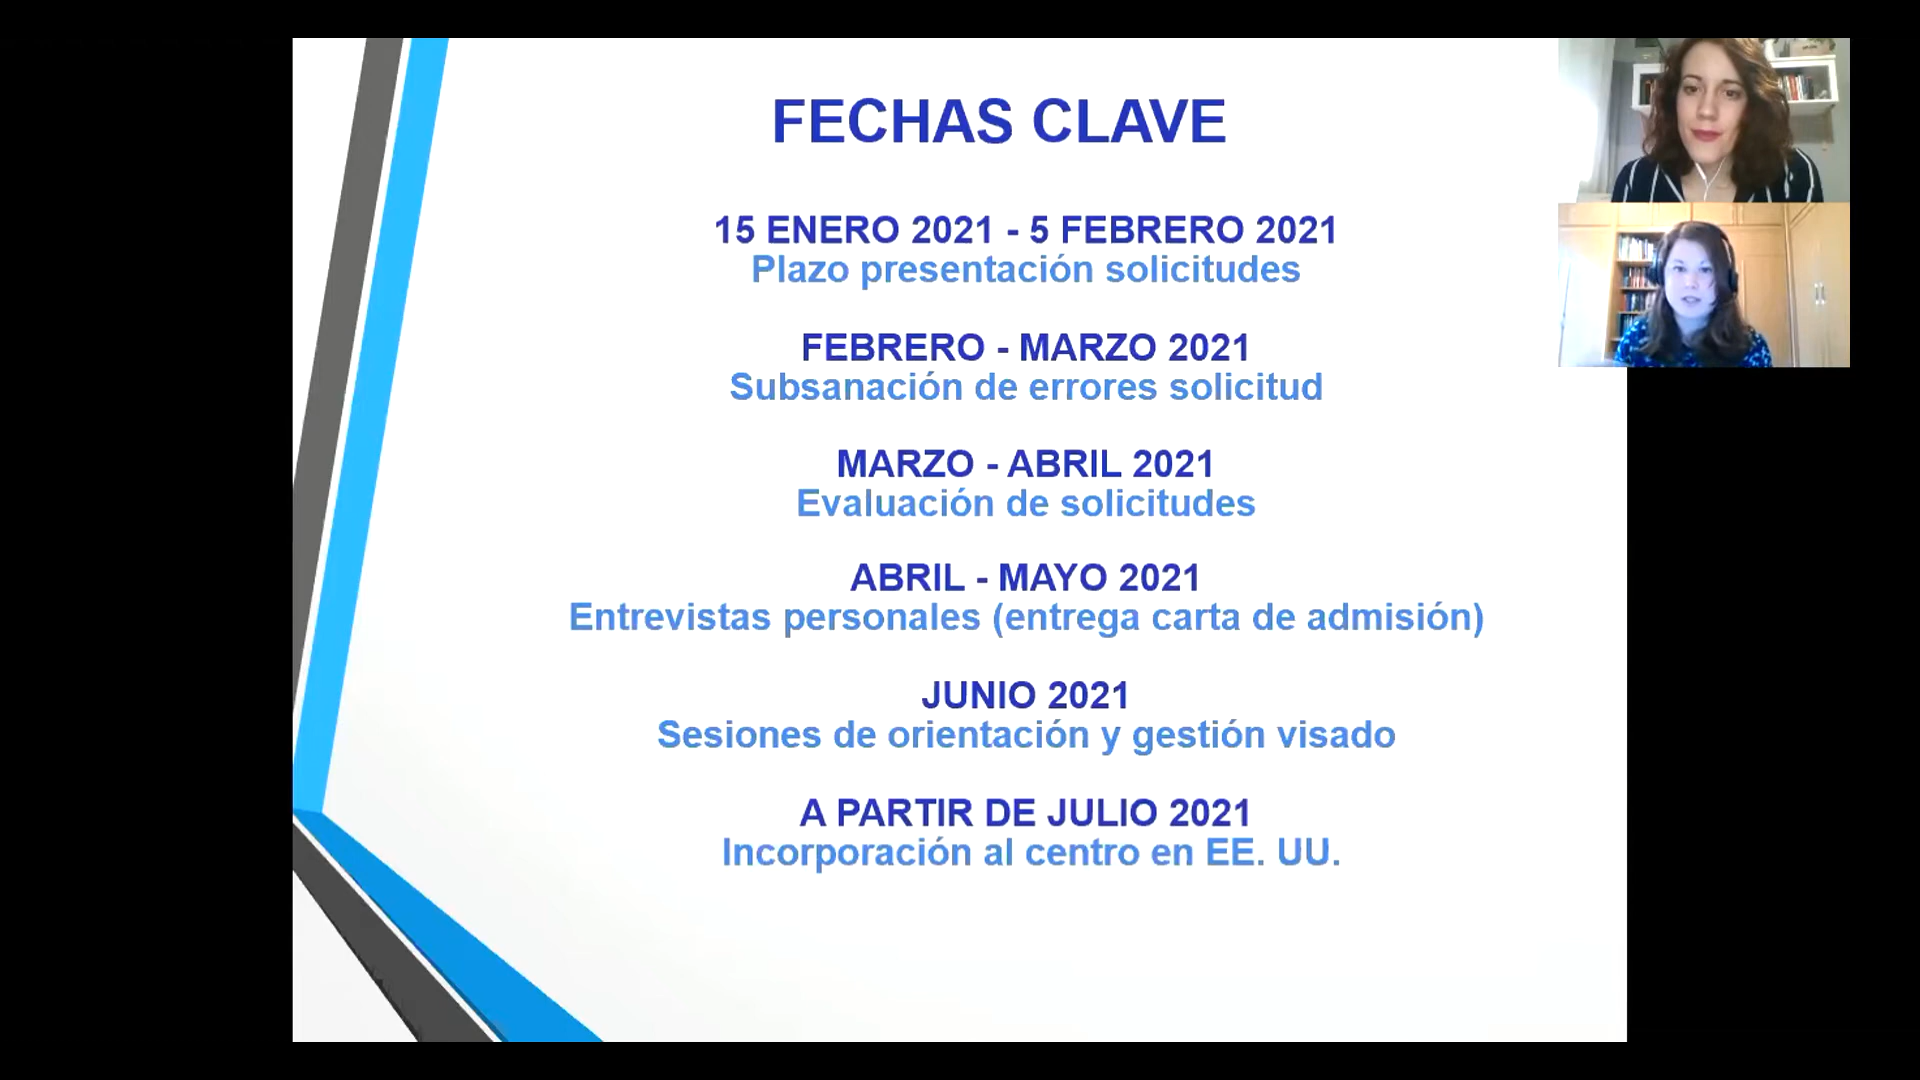 FECHAS CLAVE
15 ENERO 2021 - 5 FEBRERO 2021
Plazo presentación solicitudes
FEBRERO - MARZO 2021
Subsanación de errores solicitud
MARZO - ABRIL 2021
Evaluación de solicitudes
ABRIL - MAYO 2021
Entrevistas personales (entrega carta de admisión)
JUNIO 2021
Sesiones de orientación y gestión visado
A PARTIR DE JULIO 2021
Incorporación al centro en EE. UU.